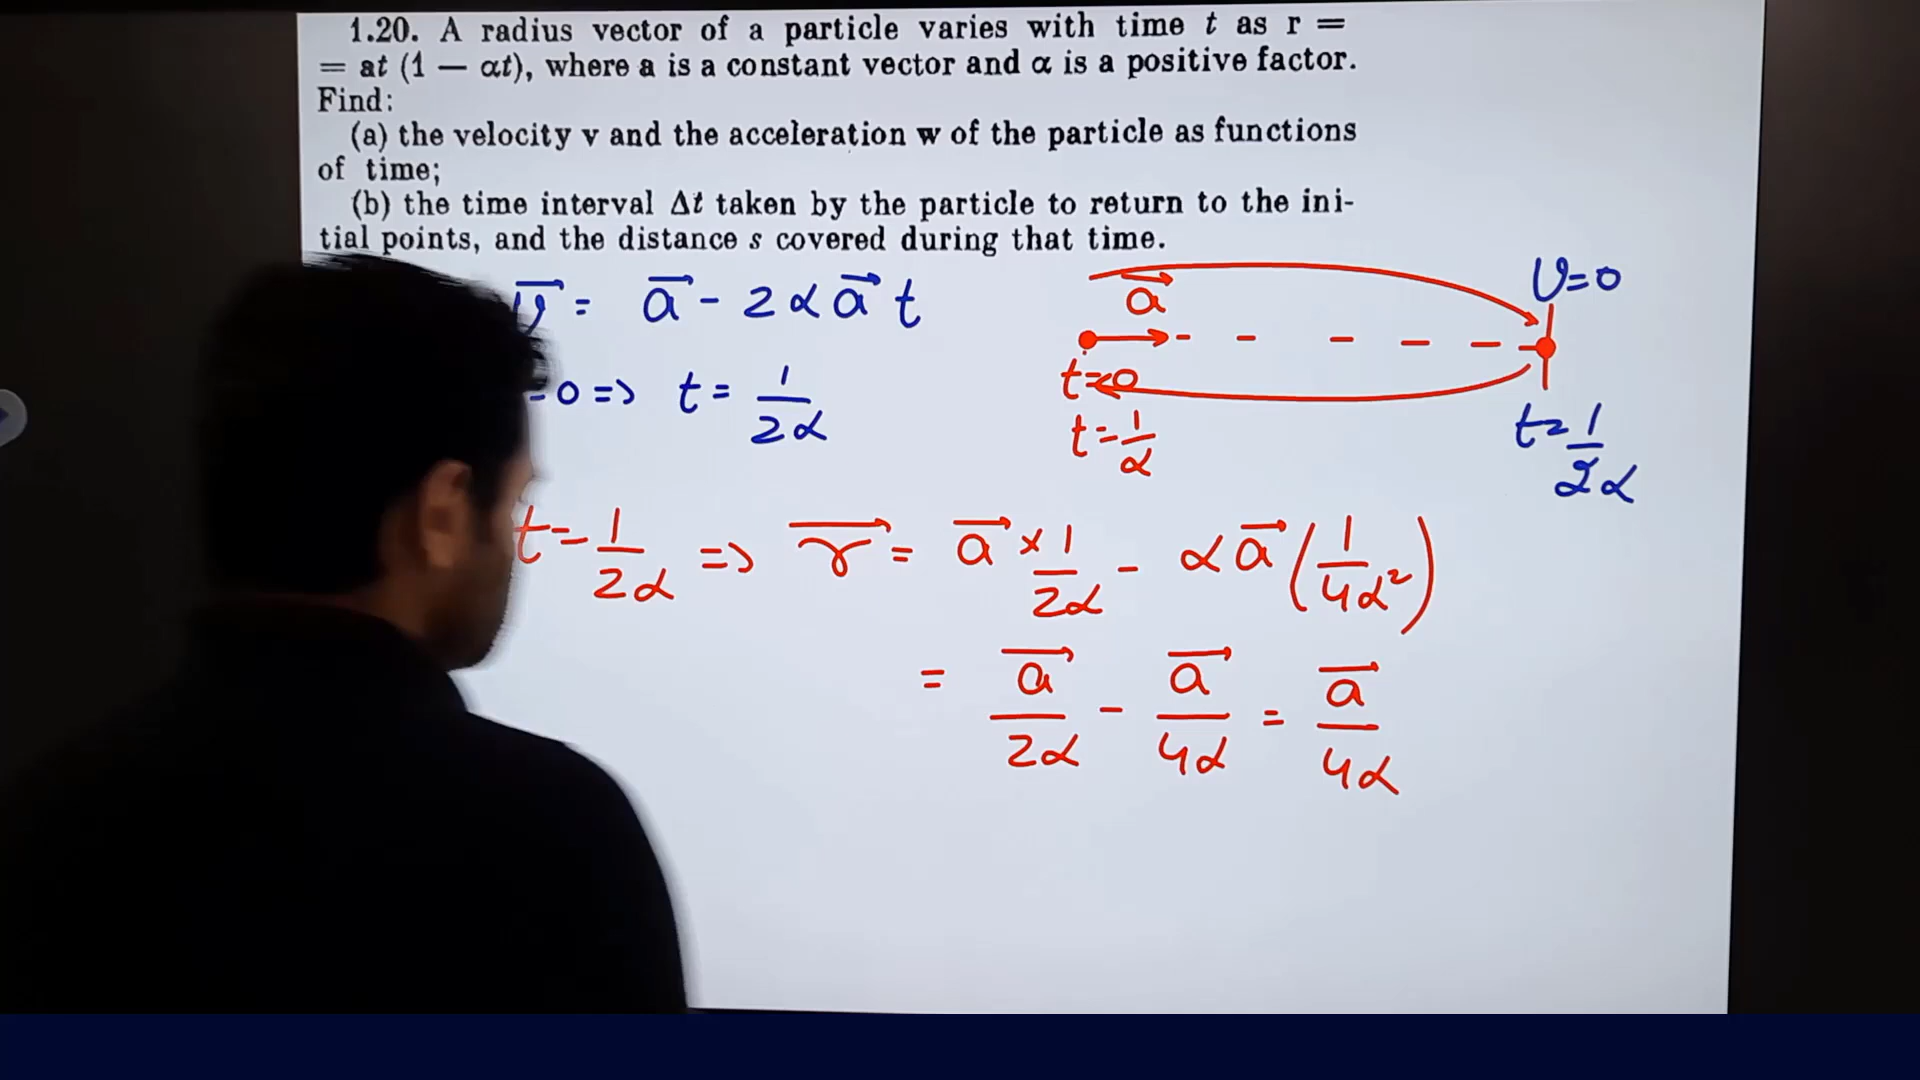 1.20. A radius vector of a particle varies with time t as r =
= at (1 — αt), where a is a constant vector and α is a positive factor.
Find:
(a) the velocity v and the acceleration w of the particle as functions
of time;
(b) the time interval Δt taken by the particle to return to the ini-
tial points, and the distance s covered during that time.
v⃗ = a⃗ - 2αa⃗t
=0 => t = 1/2α
a⃗
v=0
t=0
t=1/α
t=1/2α
t=1/2α => r⃗ = a⃗ × 1/2α - αa⃗(1/4α²)
= a⃗/2α - a⃗/4α = a⃗/4α